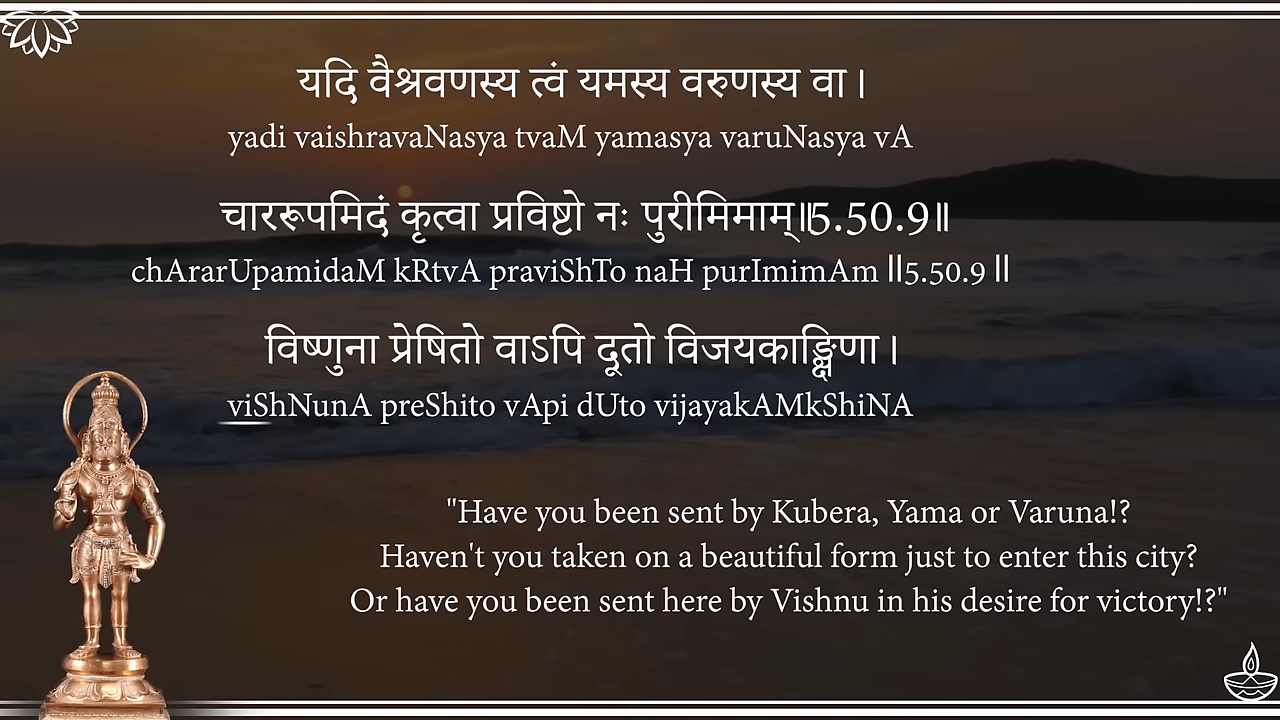 यदि वैश्रवणस्य त्वं यमस्य वरुणस्य वा।
yadi vaishravaNasya tvaM yamasya varuNasya vA
चाररूपमिदं कृत्वा प्रविष्टो नः पुरीमिमाम्॥5.50.9॥
chArarUpamidaM kRtvA praviShTo naH purImimAm ॥5.50.9॥
विष्णुना प्रेषितो वाऽपि दूतो विजयकाङ्क्षिणा।
viShNunA preShito vApi dUto vijayakAMkShiNA
"Have you been sent by Kubera, Yama or Varuna!?
Haven't you taken on a beautiful form just to enter this city?
Or have you been sent here by Vishnu in his desire for victory!?"